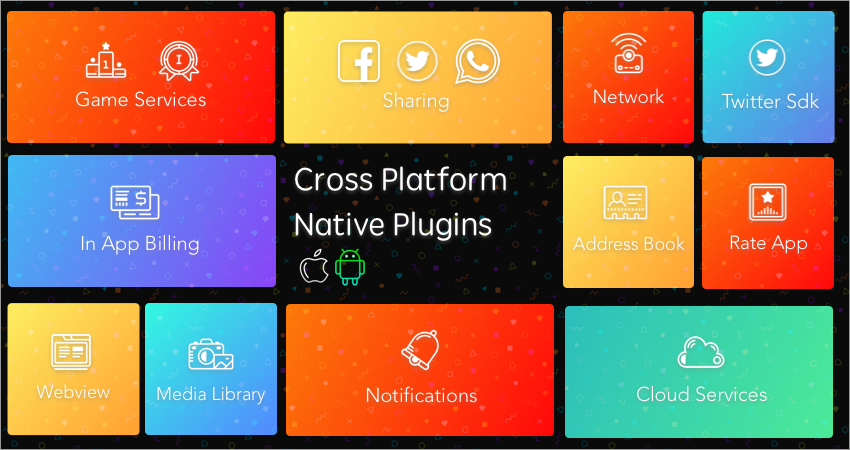 1
I
Game Services
Sharing
Network
Twitter Sdk
$
In App Billing
Cross Platform
Native Plugins
Address Book
Rate App
Webview
Media Library
Notifications
Cloud Services